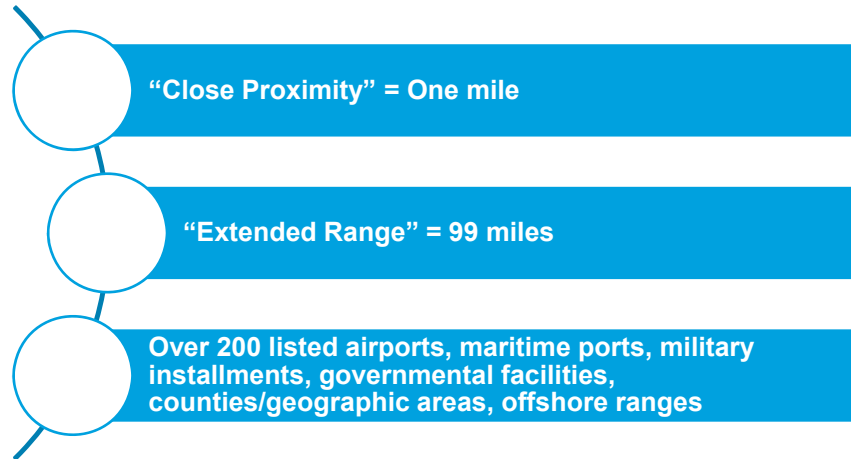 “Close Proximity” = One mile
“Extended Range” = 99 miles
Over 200 listed airports, maritime ports, military
installments, governmental facilities,
counties/geographic areas, offshore ranges